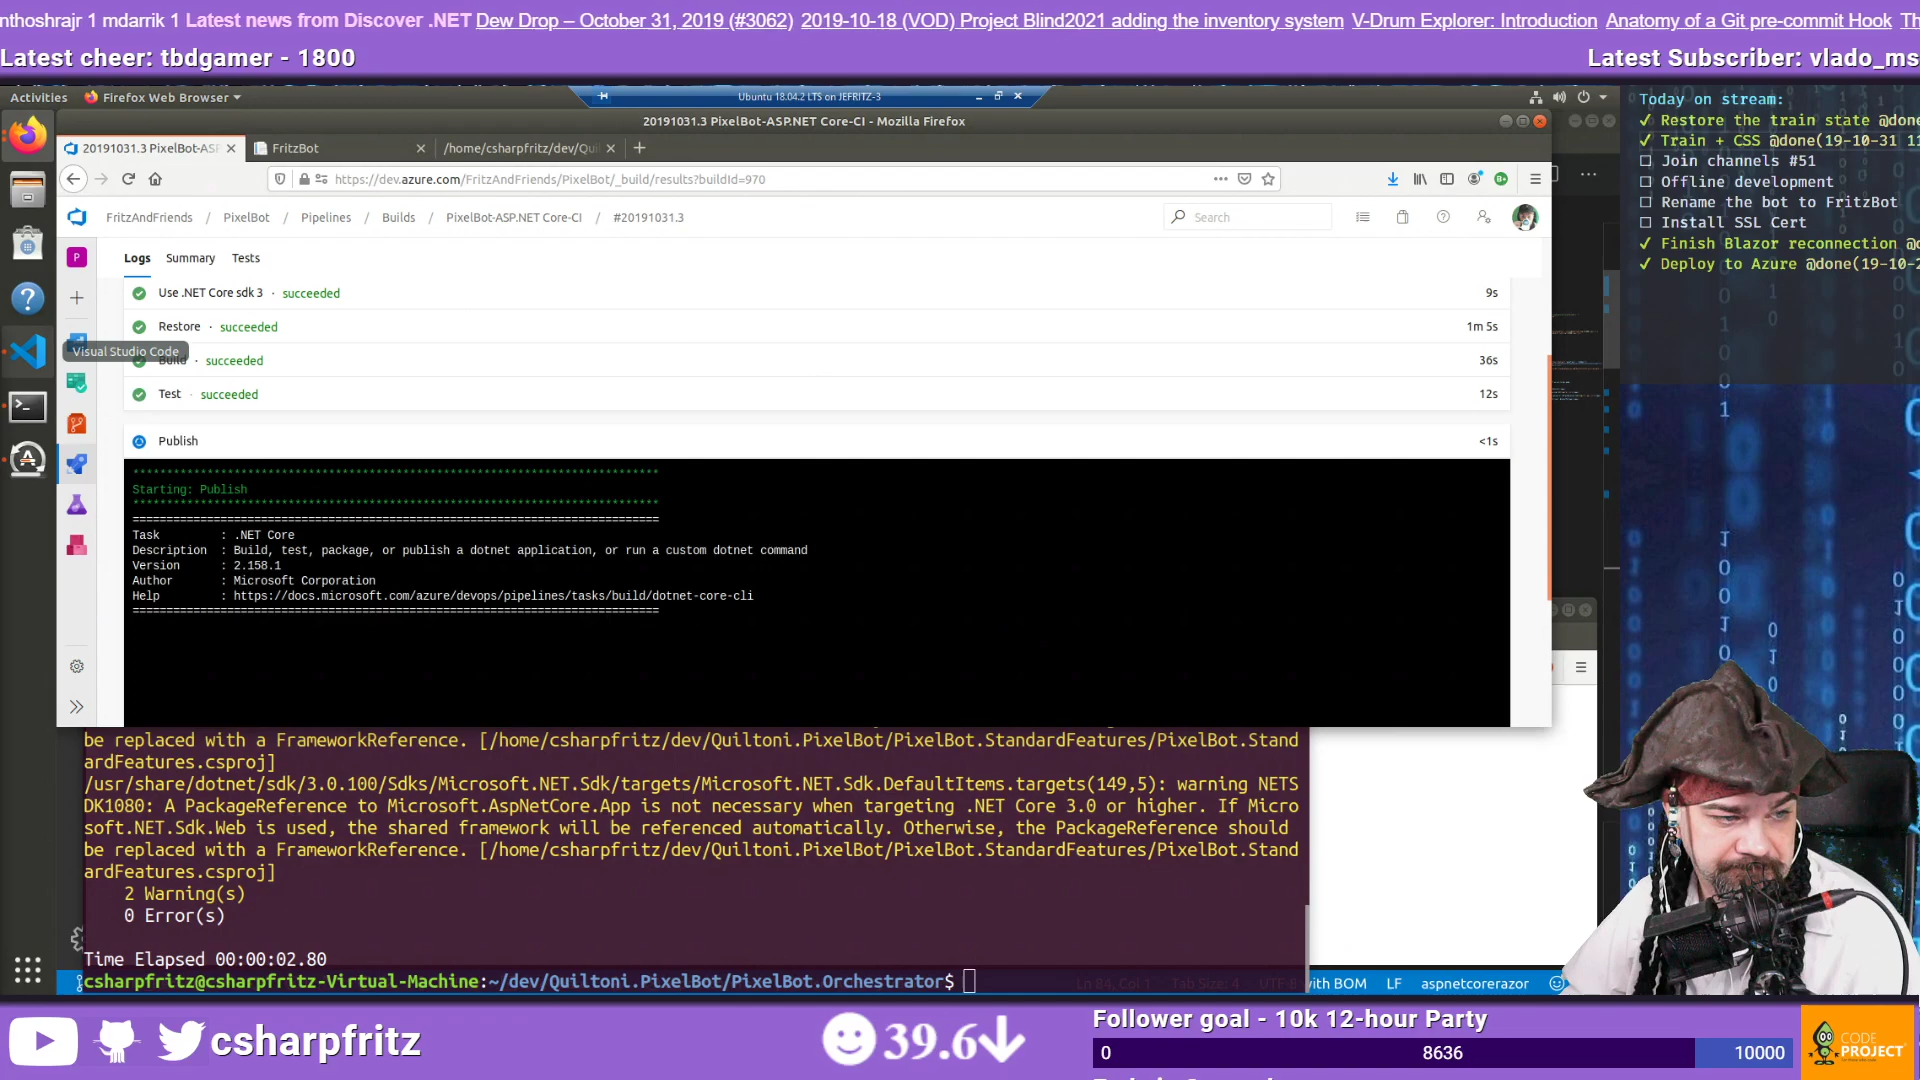 nthoshrajr 1 mdarrik 1 Latest news from Discover .NET Dew Drop – October 31, 2019 (#3062) 2019-10-18 (VOD) Project Blind2021 adding the inventory system V-Drum Explorer: Introduction Anatomy of a Git pre-commit Hook Th
Latest cheer: tbdgamer - 1800
Latest Subscriber: vlado_ms
Activities Firefox Web Browser
Ubuntu 18.04.2 LTS on JEFRITZ-3
20191031.3 PixelBot-ASP.NET Core-CI - Mozilla Firefox
20191031.3 PixelBot-ASP
FritzBot
/home/csharpfritz/dev/Qui
https://dev.azure.com/FritzAndFriends/PixelBot/_build/results?buildId=970
FritzAndFriends / PixelBot / Pipelines / Builds / PixelBot-ASP.NET Core-CI / #20191031.3
Search
P
Logs Summary Tests
Use .NET Core sdk 3 · succeeded 9s
Restore · succeeded 1m 5s
Visual Studio Code
Build · succeeded 36s
Test · succeeded 12s
Publish <1s
******************************************************************************
Starting: Publish
******************************************************************************
==============================================================================
Task : .NET Core
Description : Build, test, package, or publish a dotnet application, or run a custom dotnet command
Version : 2.158.1
Author : Microsoft Corporation
Help : https://docs.microsoft.com/azure/devops/pipelines/tasks/build/dotnet-core-cli
==============================================================================
be replaced with a FrameworkReference. [/home/csharpfritz/dev/Quiltoni.PixelBot/PixelBot.StandardFeatures/PixelBot.Stand
ardFeatures.csproj]
/usr/share/dotnet/sdk/3.0.100/Sdks/Microsoft.NET.Sdk/targets/Microsoft.NET.Sdk.DefaultItems.targets(149,5): warning NETS
DK1080: A PackageReference to Microsoft.AspNetCore.App is not necessary when targeting .NET Core 3.0 or higher. If Micro
soft.NET.Sdk.Web is used, the shared framework will be referenced automatically. Otherwise, the PackageReference should
be replaced with a FrameworkReference. [/home/csharpfritz/dev/Quiltoni.PixelBot/PixelBot.StandardFeatures/PixelBot.Stand
ardFeatures.csproj]
2 Warning(s)
0 Error(s)
Time Elapsed 00:00:02.80
csharpfritz@csharpfritz-Virtual-Machine:~/dev/Quiltoni.PixelBot/PixelBot.Orchestrator$
Ln 84, Col 1 Tab Size: 4 UTF-8 with BOM LF aspnetcorerazor
Today on stream:
✓ Restore the train state @done
✓ Train + CSS @done(19-10-31 11
☐ Join channels #51
☐ Offline development
☐ Rename the bot to FritzBot
☐ Install SSL Cert
✓ Finish Blazor reconnection @d
✓ Deploy to Azure @done(19-10-2
csharpfritz
39.6
Follower goal - 10k 12-hour Party
0 8636 10000
CODE
PROJECT